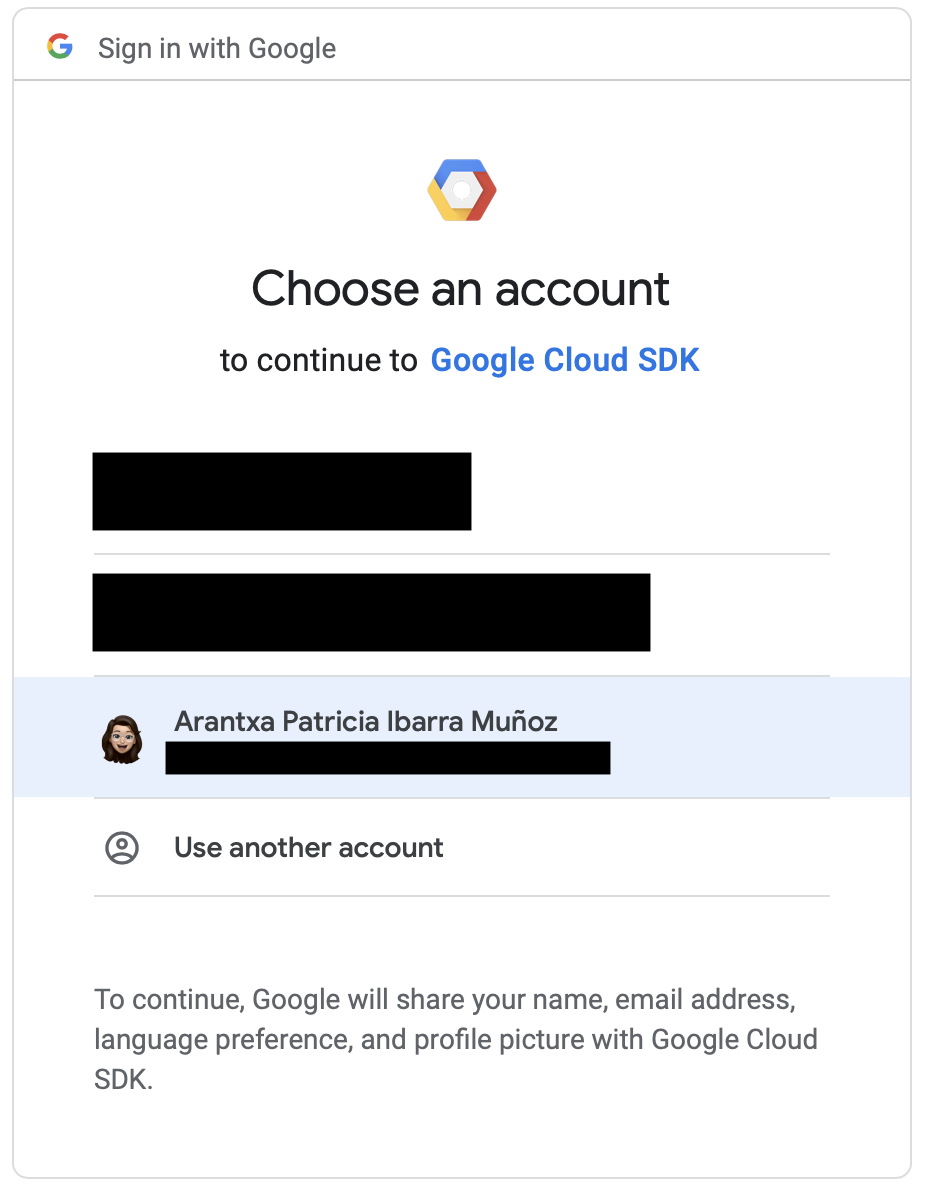 Sign in with Google
Choose an account
to continue to Google Cloud SDK
Arantxa Patricia Ibarra Muñoz
Use another account
To continue, Google will share your name, email address,
language preference, and profile picture with Google Cloud
SDK.